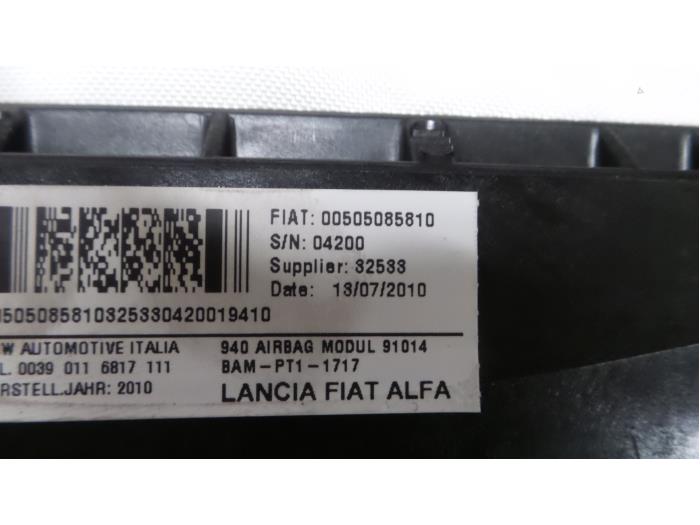 FIAT: 00505085810
S/N: 04200
Supplier: 32533
Date: 13/07/2010
0505085810325330420019410
W AUTOMOTIVE ITALIA
L. 0039 011 6817 111
RSTELL.JAHR: 2010
940 AIRBAG MODUL 91014
BAM-PT1-1717
LANCIA FIAT ALFA